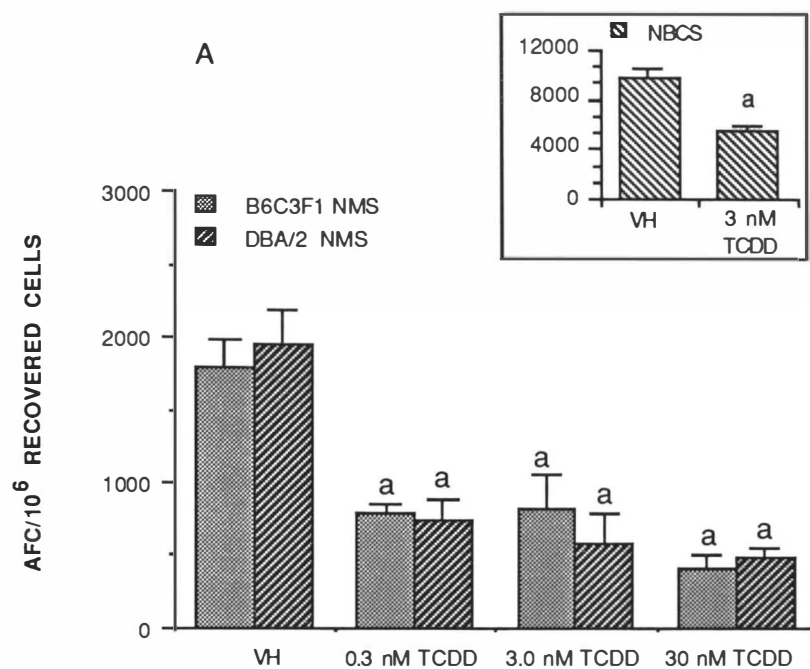 A
NBCS
12000
8000
4000
0
a
VH
3 nM
TCDD
B6C3F1 NMS
DBA/2 NMS
AFC/10⁶ RECOVERED CELLS
3000
2000
1000
0
a a a a a a
VH 0.3 nM TCDD 3.0 nM TCDD 30 nM TCDD